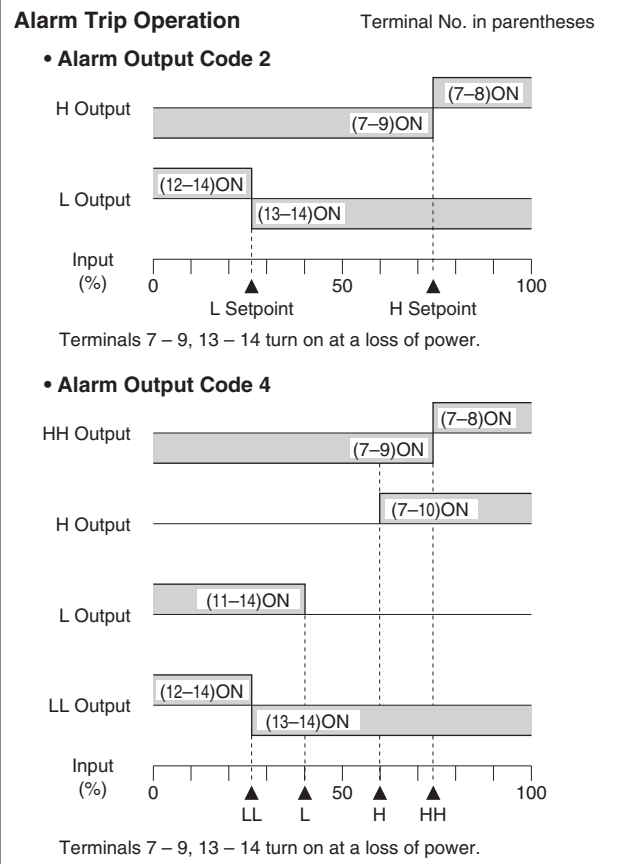 Alarm Trip Operation Terminal No. in parentheses
• Alarm Output Code 2
(7–8)ON
H Output
(7–9)ON
(12–14)ON
L Output
(13–14)ON
Input
(%)
0 50 100
L Setpoint H Setpoint
Terminals 7 – 9, 13 – 14 turn on at a loss of power.
• Alarm Output Code 4
(7–8)ON
HH Output
(7–9)ON
(7–10)ON
H Output
(11–14)ON
L Output
(12–14)ON
LL Output
(13–14)ON
Input
(%)
0 50 100
LL L H HH
Terminals 7 – 9, 13 – 14 turn on at a loss of power.